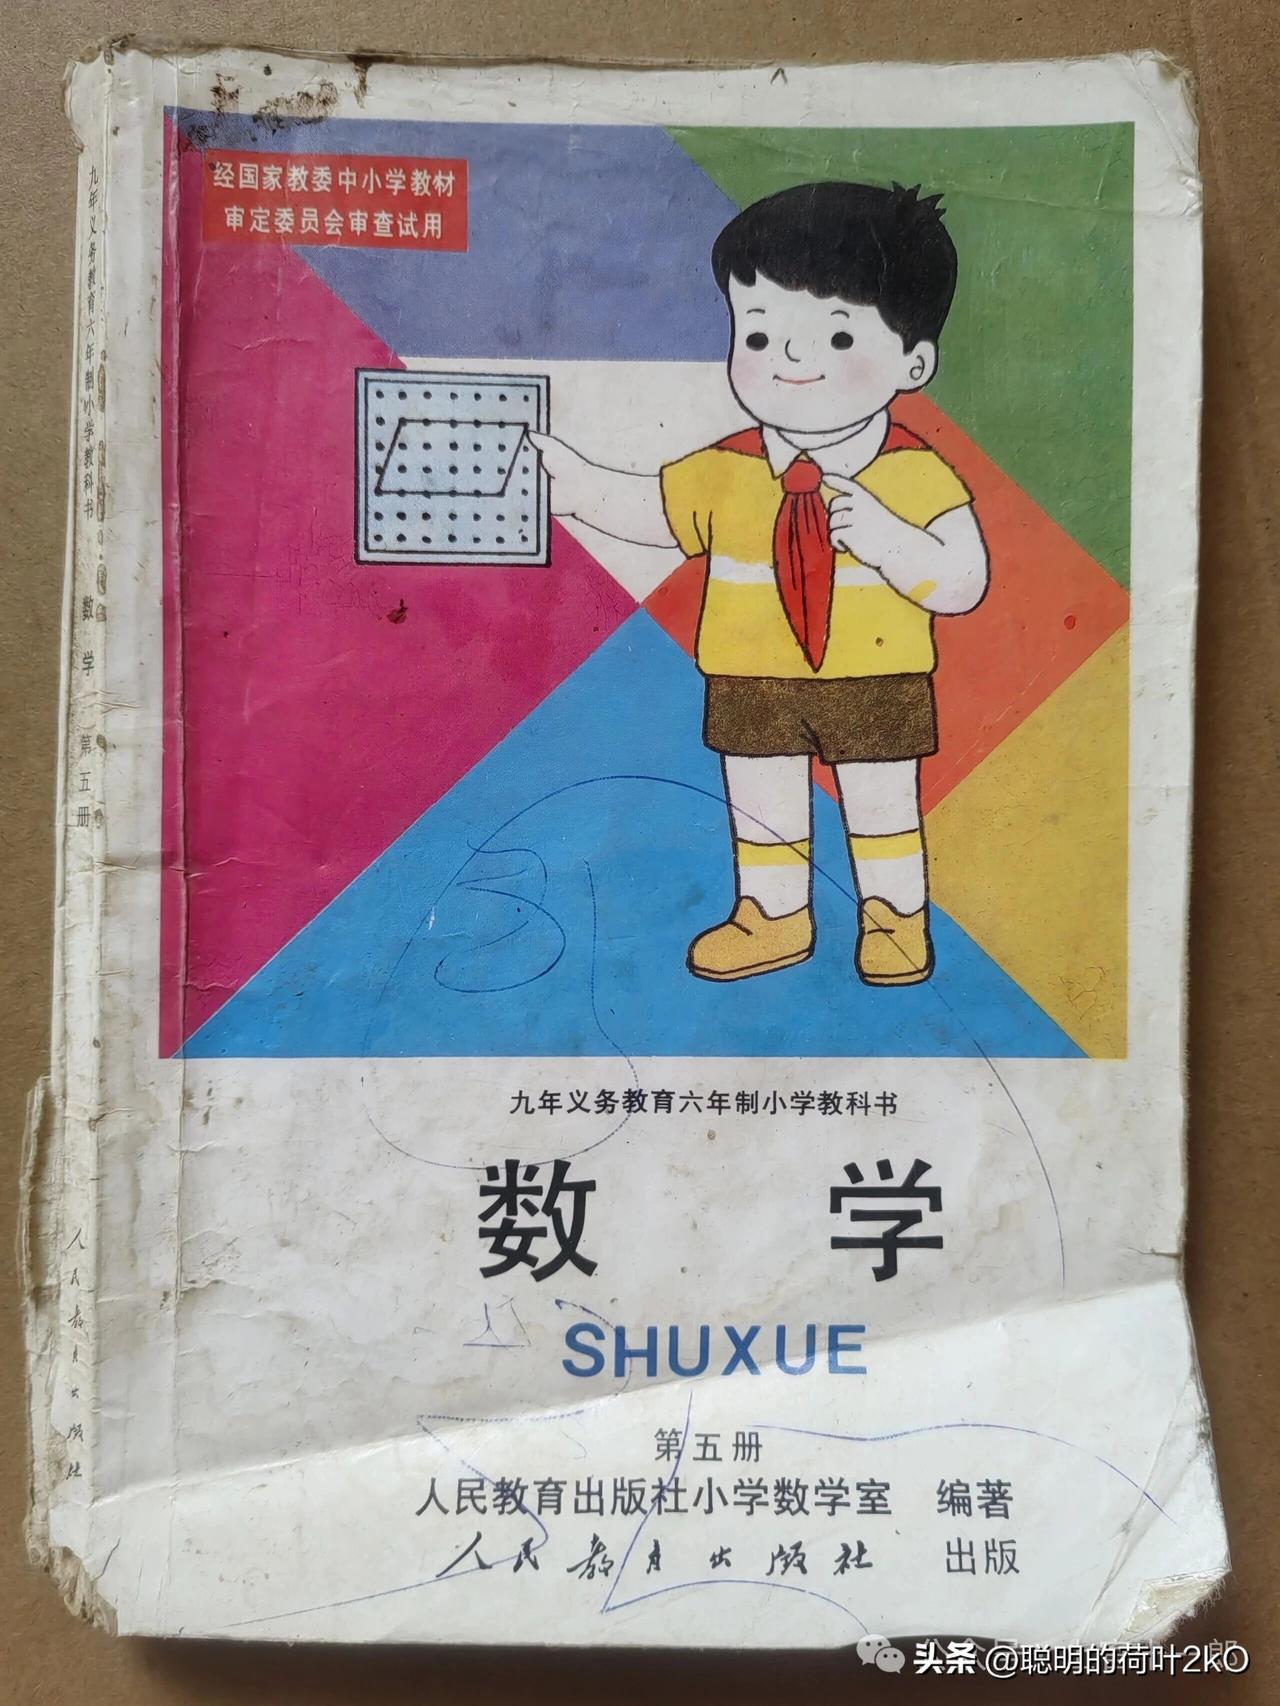 经国家教委中小学教材
审定委员会审查试用
九年义务教育六年制小学教科书 数学 第五册 人民教育出版社
九年义务教育六年制小学教科书
数 学
SHUXUE
第五册
人民教育出版社小学数学室 编著
人民教育出版社 出版
头条 @聪明的荷叶2kO